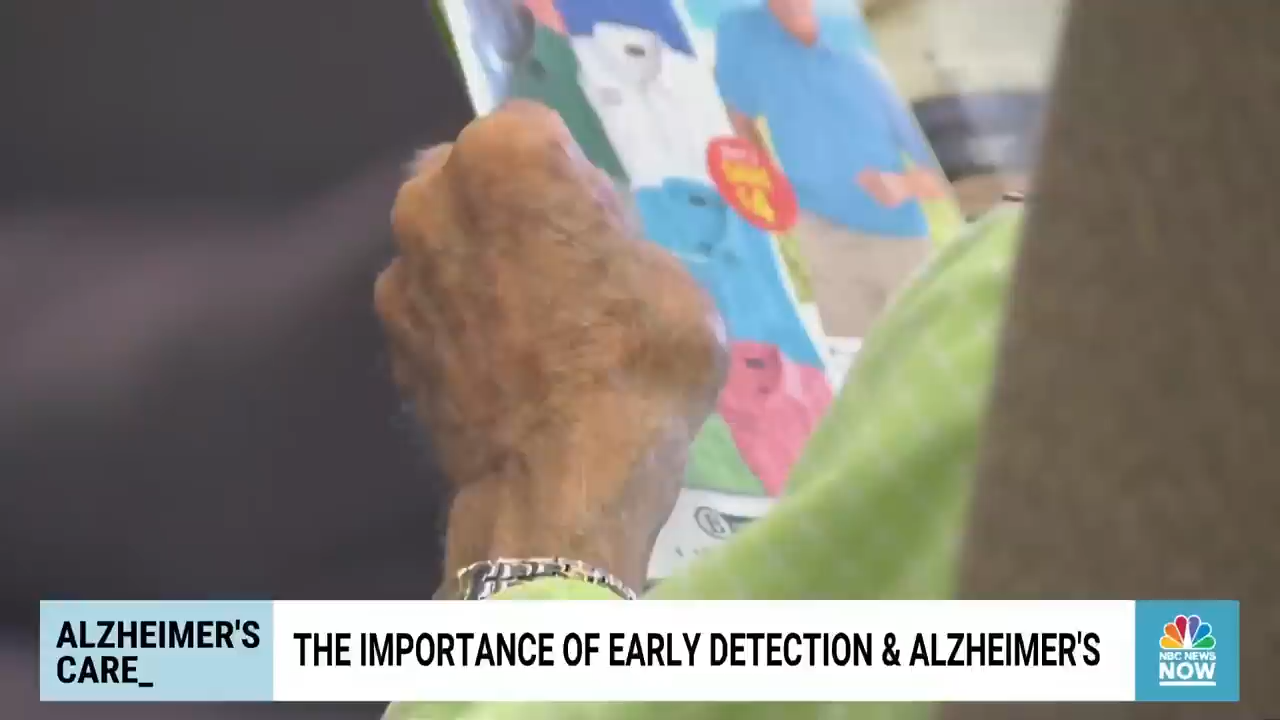 ALZHEIMER'S
CARE_
THE IMPORTANCE OF EARLY DETECTION & ALZHEIMER'S
NBC NEWS
NOW